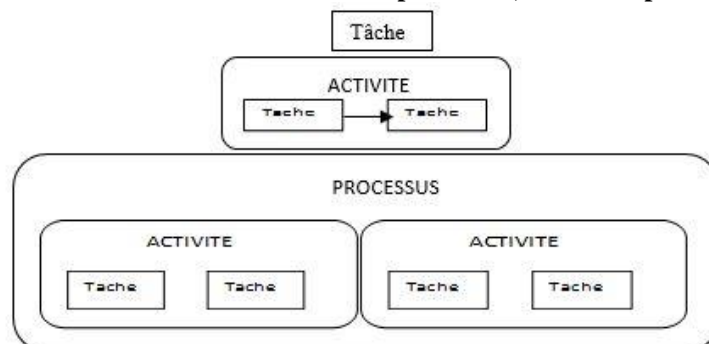 Tâche
ACTIVITE
Tache Tache
PROCESSUS
ACTIVITE ACTIVITE
Tache Tache Tache Tache